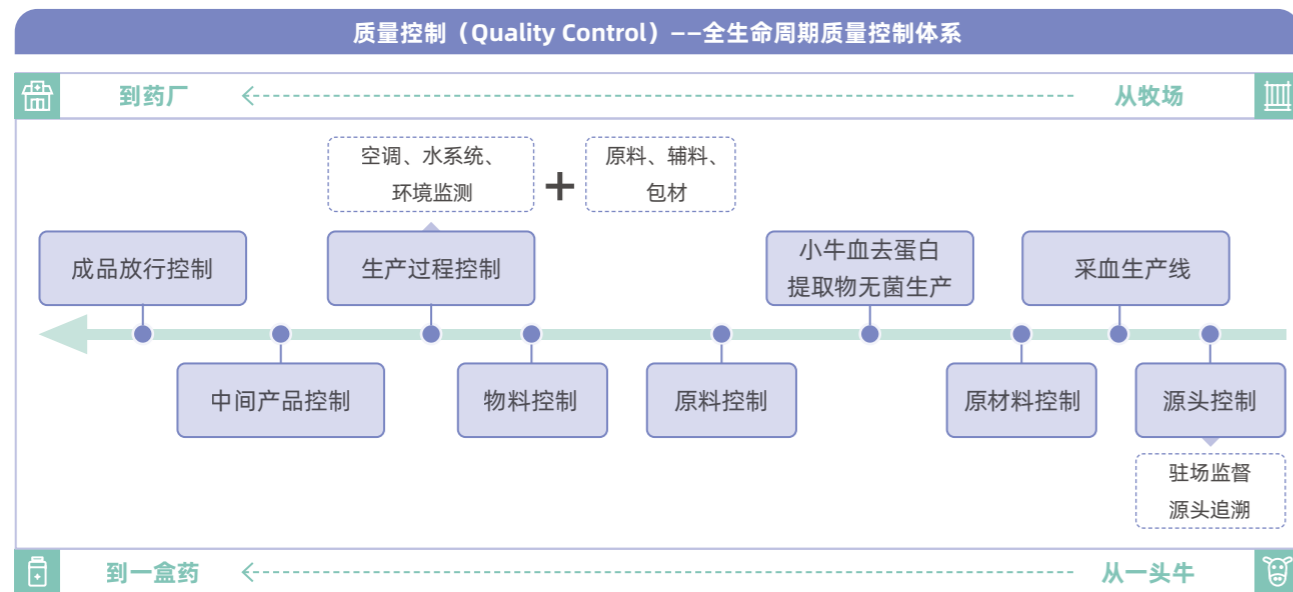 质量控制（Quality Control）——全生命周期质量控制体系
到药厂
从牧场
空调、水系统、
环境监测
+
原料、辅料、
包材
成品放行控制
生产过程控制
小牛血去蛋白
提取物无菌生产
采血生产线
中间产品控制
物料控制
原料控制
原材料控制
源头控制
驻场监督
源头追溯
到一盒药
从一头牛